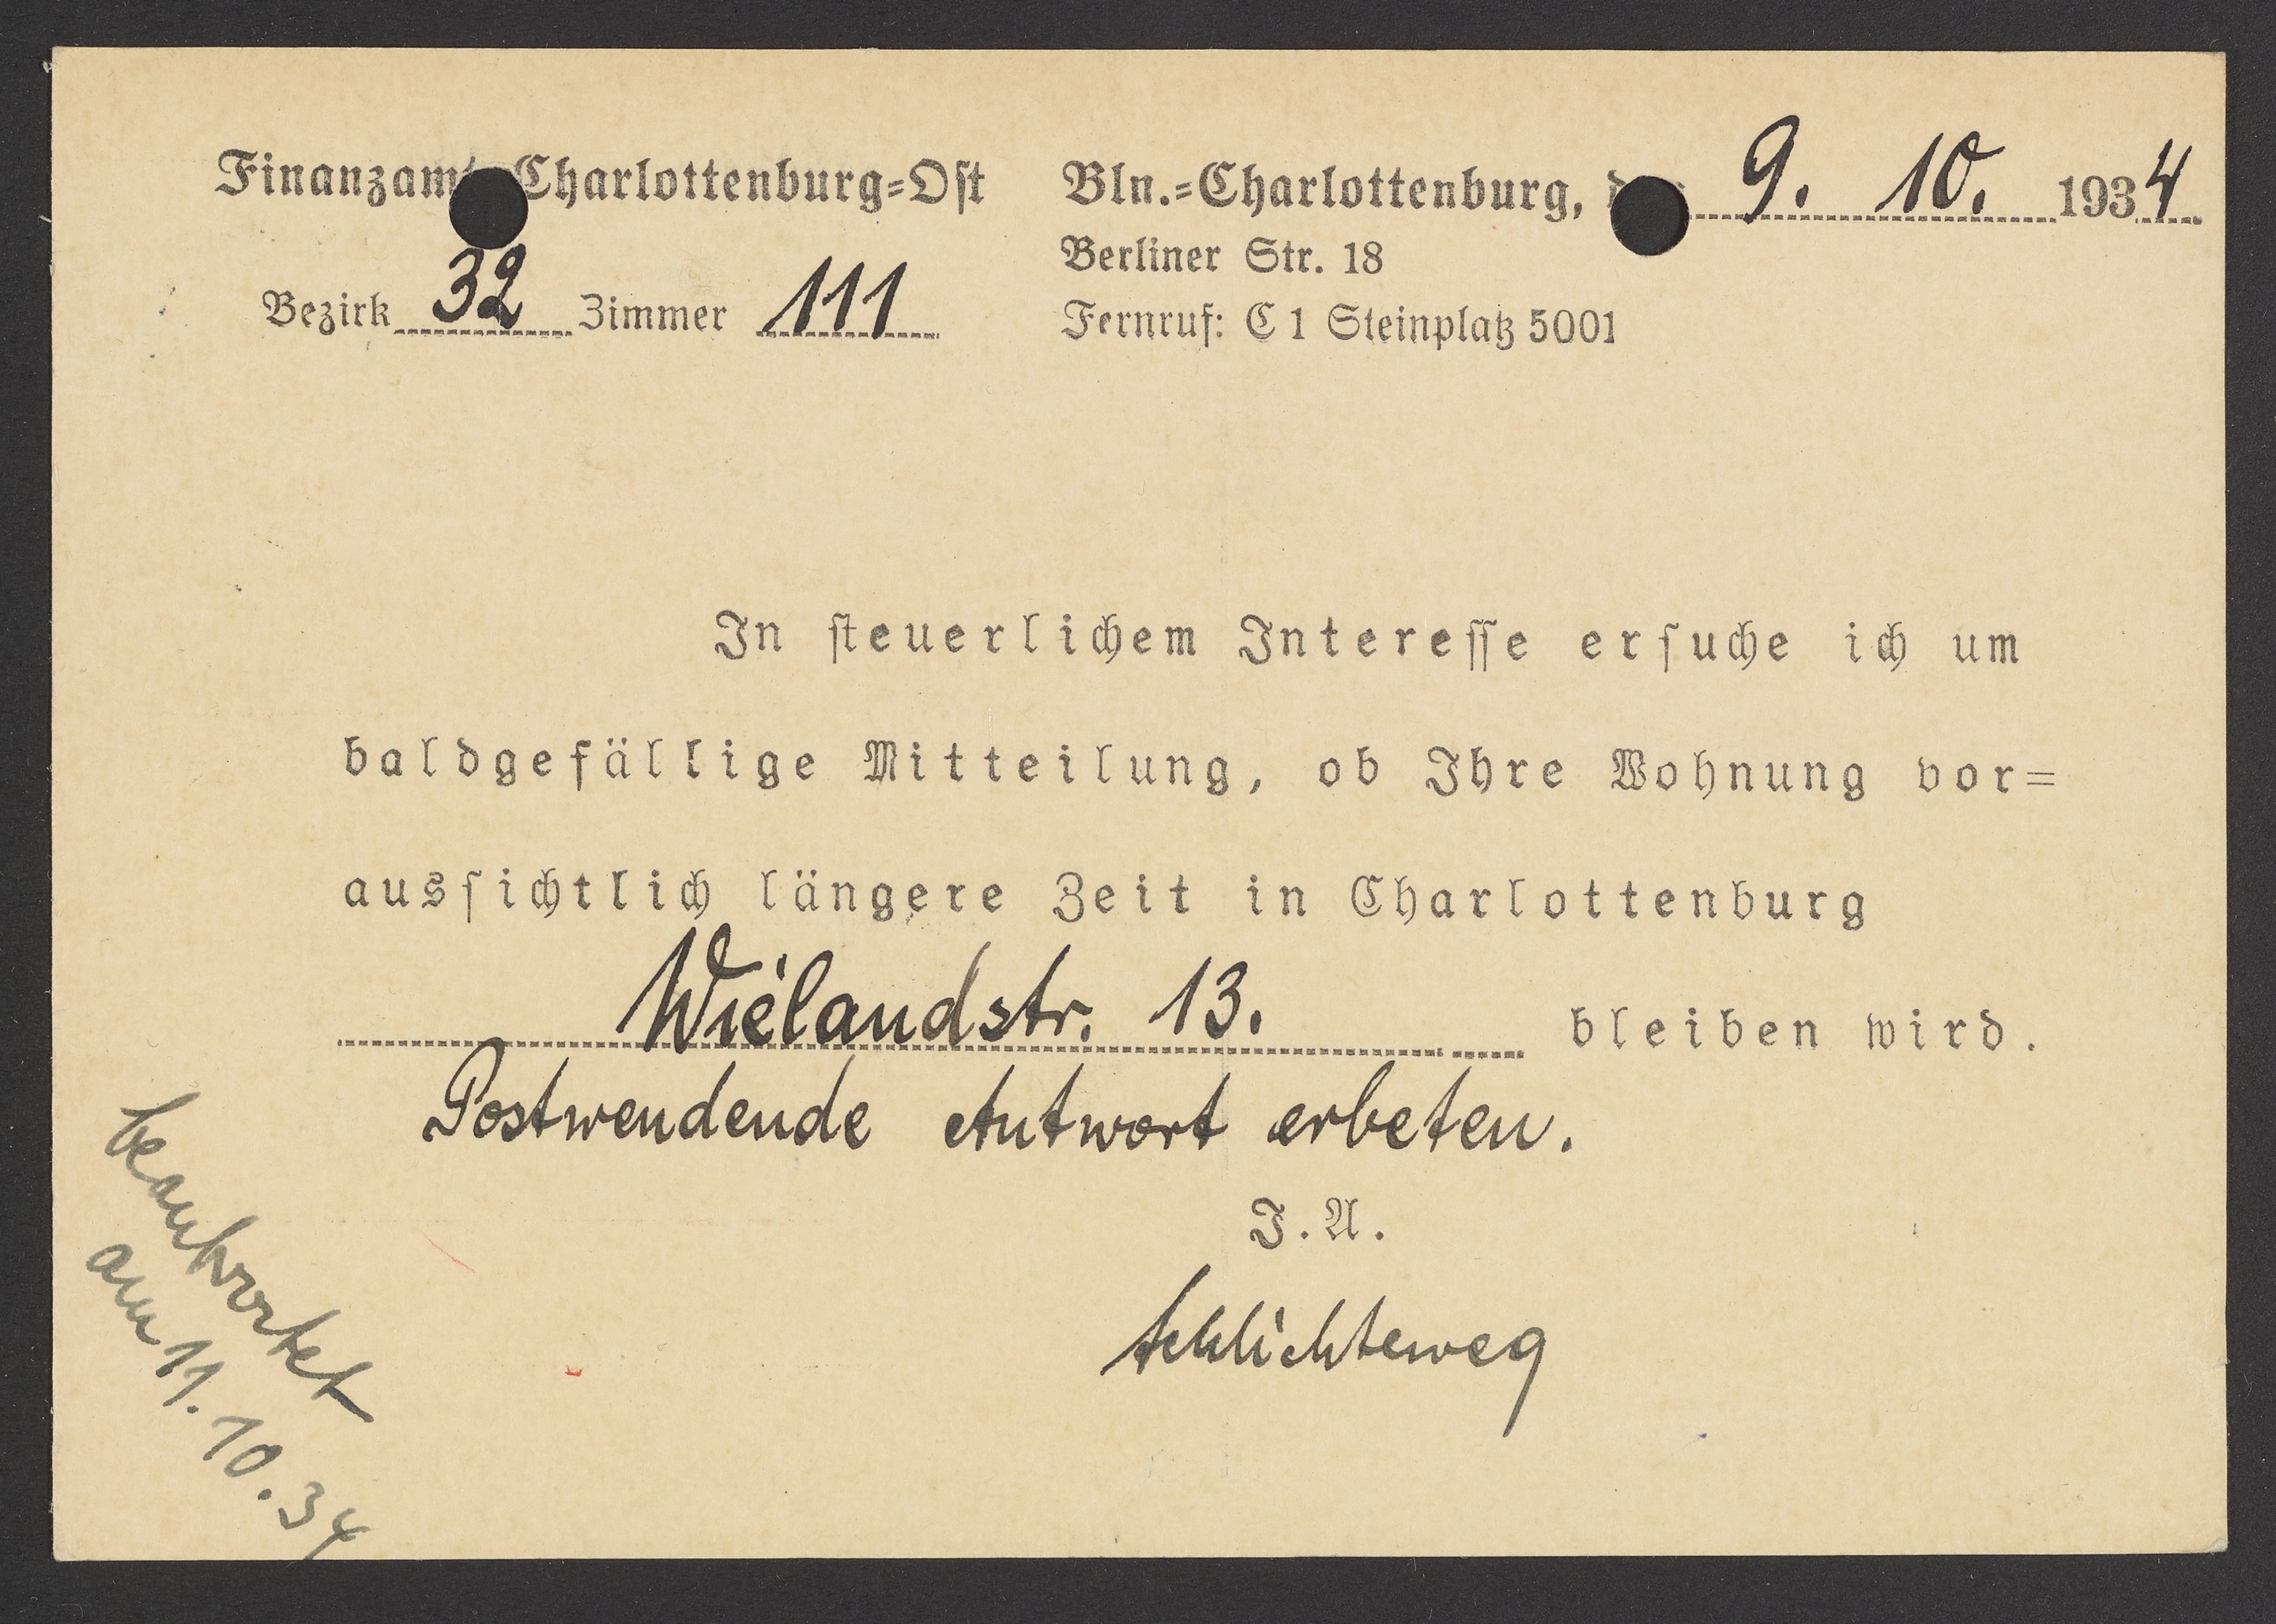 Finanzamt Charlottenburg=Ost
Bezirk 32 Zimmer 111
Bln.=Charlottenburg, den 9. 10. 1934
Berliner Str. 18
Fernruf: C 1 Steinplatz 5001
In steuerlichem Interesse ersuche ich um
baldgefällige Mitteilung, ob Ihre Wohnung vor=
aussichtlich längere Zeit in Charlottenburg
Wielandstr. 13. bleiben wird.
Postwendende Antwort erbeten.
I.A.
Schlichteweg
beantwortet
am 11.10.34